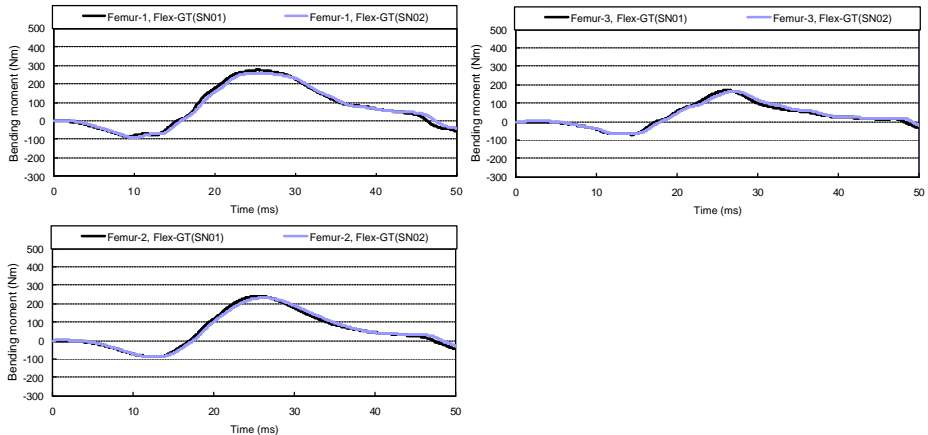 Femur-1, Flex-GT(SN01) Femur-1, Flex-GT(SN02)
Bending moment (Nm)
500
400
300
200
100
0
-100
-200
-300
0 10 20 30 40 50
Time (ms)
Femur-3, Flex-GT(SN01) Femur-3, Flex-GT(SN02)
Bending moment (Nm)
500
400
300
200
100
0
-100
-200
-300
0 10 20 30 40 50
Time (ms)
Femur-2, Flex-GT(SN01) Femur-2, Flex-GT(SN02)
Bending moment (Nm)
500
400
300
200
100
0
-100
-200
-300
0 10 20 30 40 50
Time (ms)